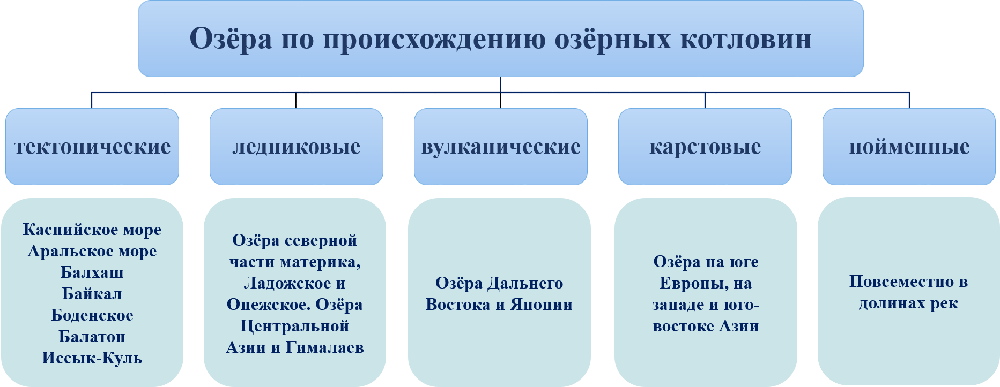 Озёра по происхождению озёрных котловин
тектонические
ледниковые
вулканические
карстовые
пойменные
Каспийское море
Аральское море
Балхаш
Байкал
Боденское
Балатон
Иссык-Куль
Озёра северной
части материка,
Ладожское и
Онежское. Озёра
Центральной
Азии и Гималаев
Озёра Дальнего
Востока и Японии
Озёра на юге
Европы, на
западе и юго-
востоке Азии
Повсеместно в
долинах рек